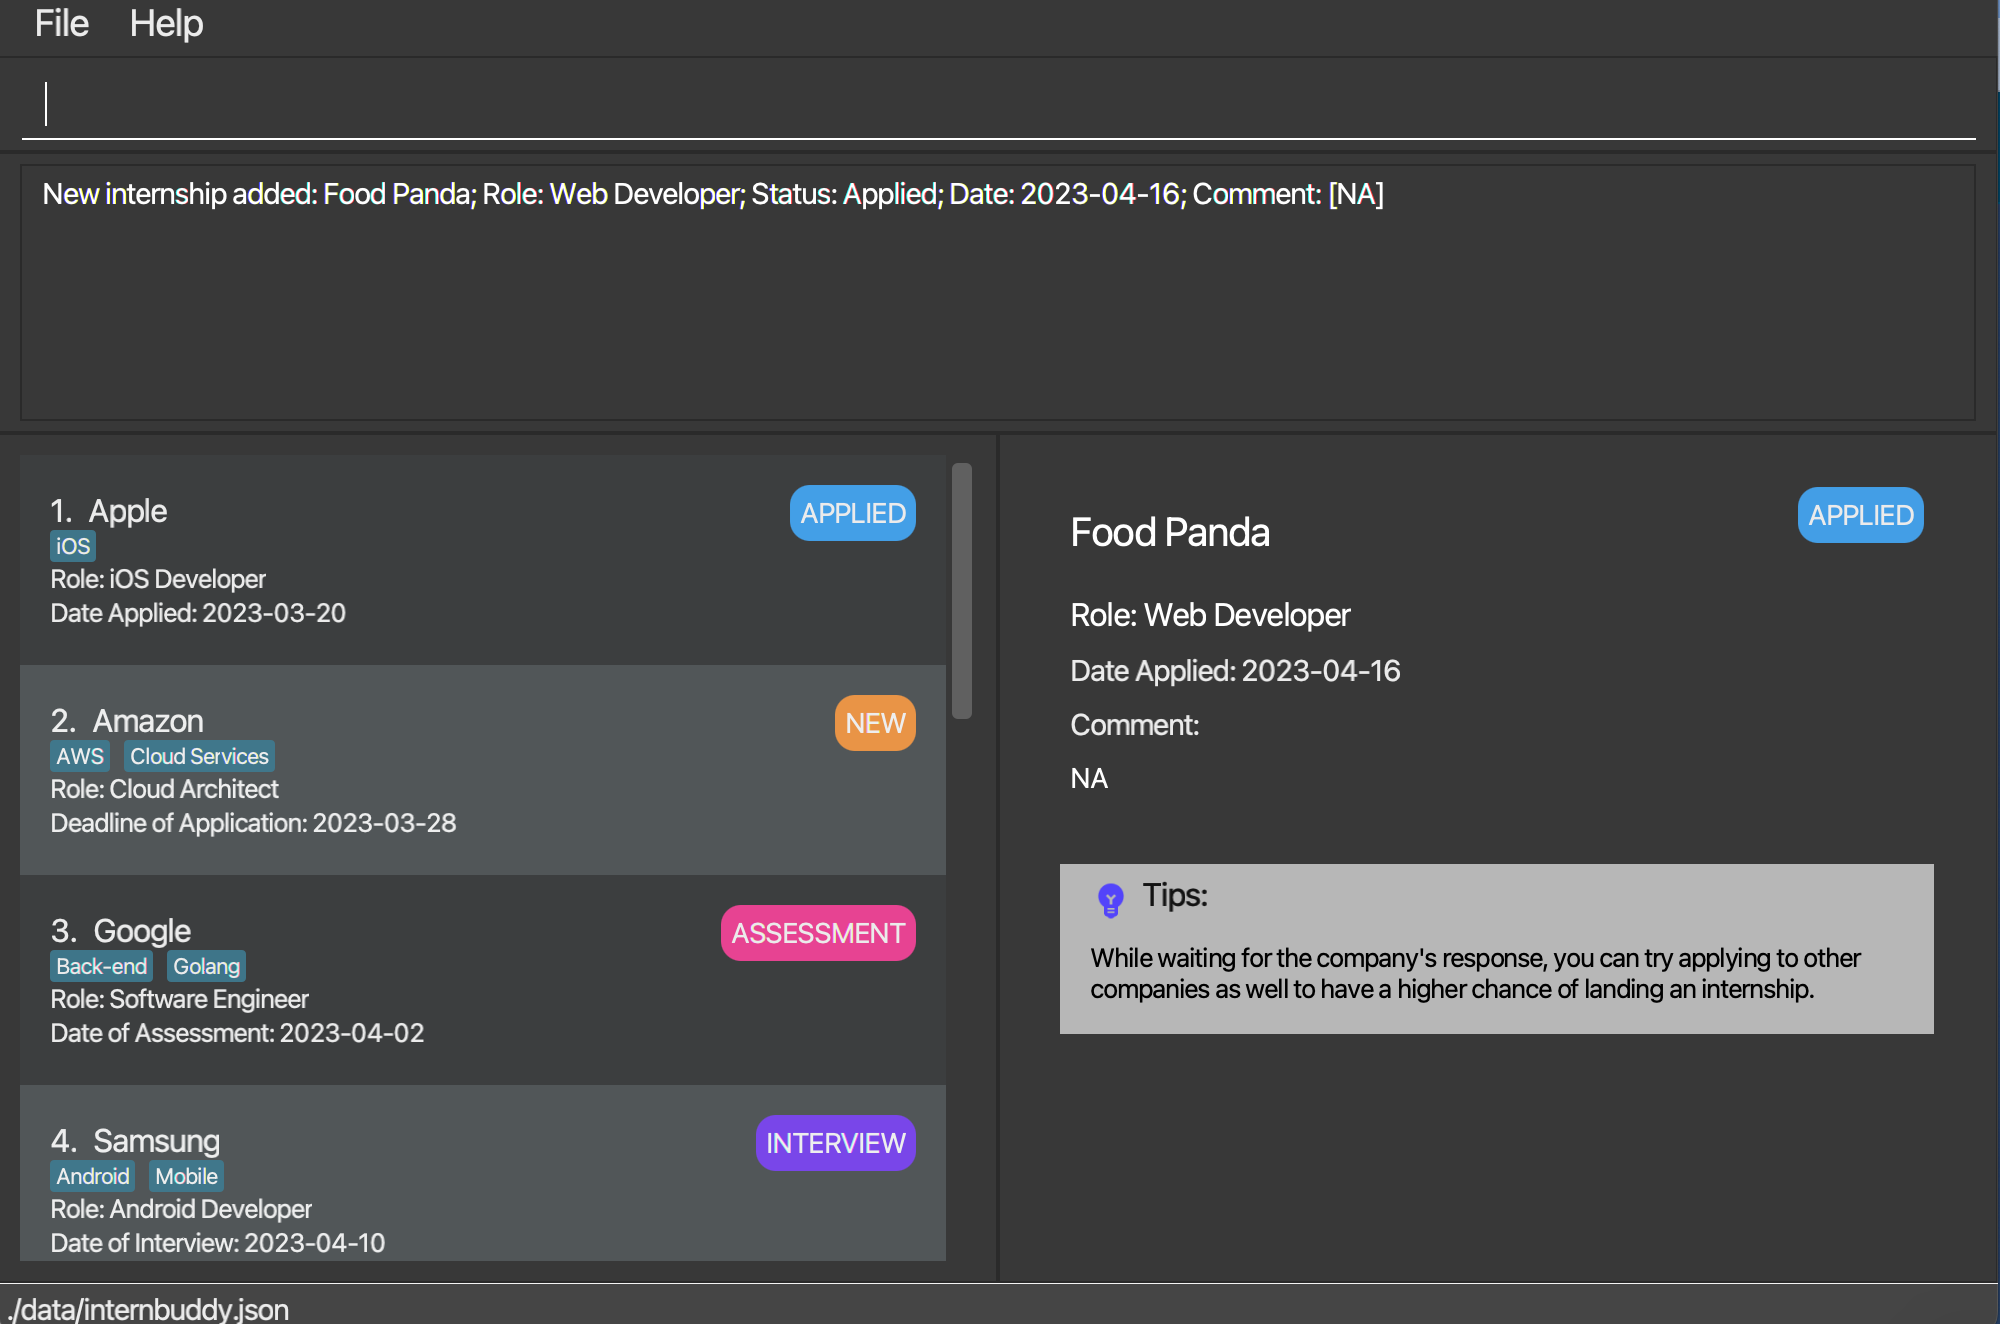 File Help
New internship added: Food Panda; Role: Web Developer; Status: Applied; Date: 2023-04-16; Comment: [NA]
1. Apple
APPLIED
iOS
Role: iOS Developer
Date Applied: 2023-03-20
2. Amazon
NEW
AWS Cloud Services
Role: Cloud Architect
Deadline of Application: 2023-03-28
3. Google
ASSESSMENT
Back-end Golang
Role: Software Engineer
Date of Assessment: 2023-04-02
4. Samsung
INTERVIEW
Android Mobile
Role: Android Developer
Date of Interview: 2023-04-10
Food Panda
APPLIED
Role: Web Developer
Date Applied: 2023-04-16
Comment:
NA
Tips:
While waiting for the company's response, you can try applying to other
companies as well to have a higher chance of landing an internship.
./data/internbuddy.json